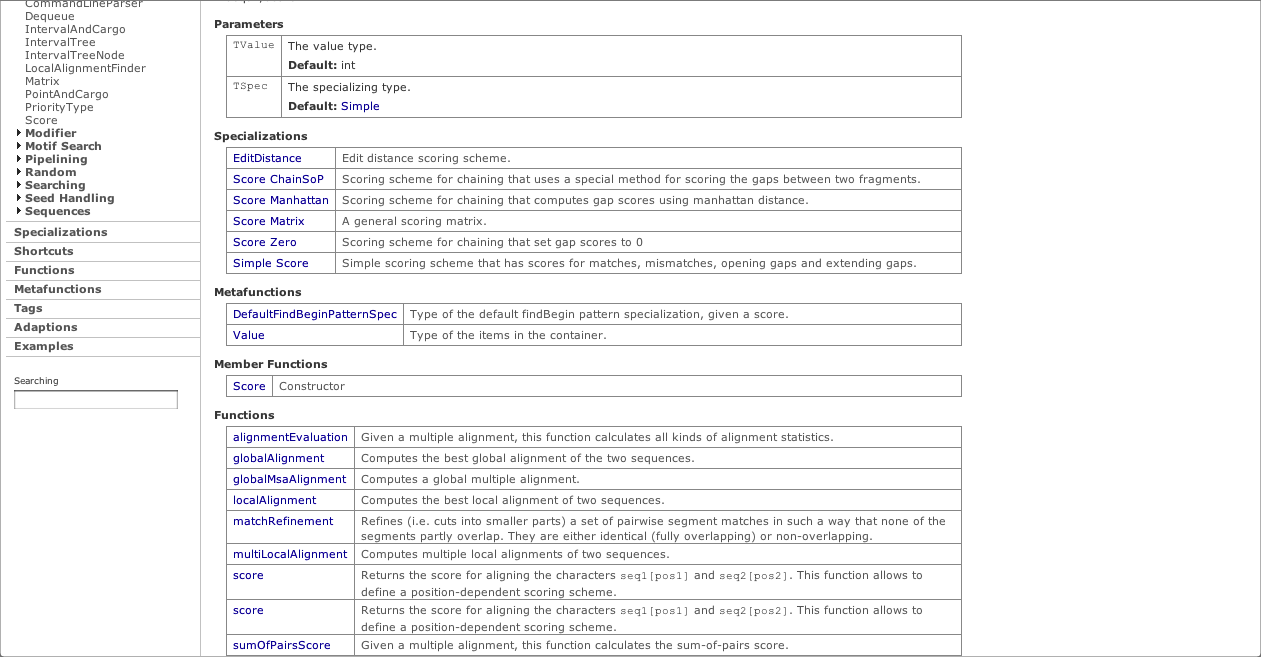 CommandLineParser
Dequeue
IntervalAndCargo
IntervalTree
IntervalTreeNode
LocalAlignmentFinder
Matrix
PointAndCargo
PriorityType
Score
Modifier
Motif Search
Pipelining
Random
Searching
Seed Handling
Sequences
Specializations
Shortcuts
Functions
Metafunctions
Tags
Adaptions
Examples
Searching
Parameters
TValue The value type.
Default: int
TSpec The specializing type.
Default: Simple
Specializations
EditDistance Edit distance scoring scheme.
Score ChainSoP Scoring scheme for chaining that uses a special method for scoring the gaps between two fragments.
Score Manhattan Scoring scheme for chaining that computes gap scores using manhattan distance.
Score Matrix A general scoring matrix.
Score Zero Scoring scheme for chaining that set gap scores to 0
Simple Score Simple scoring scheme that has scores for matches, mismatches, opening gaps and extending gaps.
Metafunctions
DefaultFindBeginPatternSpec Type of the default findBegin pattern specialization, given a score.
Value Type of the items in the container.
Member Functions
Score Constructor
Functions
alignmentEvaluation Given a multiple alignment, this function calculates all kinds of alignment statistics.
globalAlignment Computes the best global alignment of the two sequences.
globalMsaAlignment Computes a global multiple alignment.
localAlignment Computes the best local alignment of two sequences.
matchRefinement Refines (i.e. cuts into smaller parts) a set of pairwise segment matches in such a way that none of the
segments partly overlap. They are either identical (fully overlapping) or non-overlapping.
multiLocalAlignment Computes multiple local alignments of two sequences.
score Returns the score for aligning the characters seq1[pos1] and seq2[pos2]. This function allows to
define a position-dependent scoring scheme.
score Returns the score for aligning the characters seq1[pos1] and seq2[pos2]. This function allows to
define a position-dependent scoring scheme.
sumOfPairsScore Given a multiple alignment, this function calculates the sum-of-pairs score.